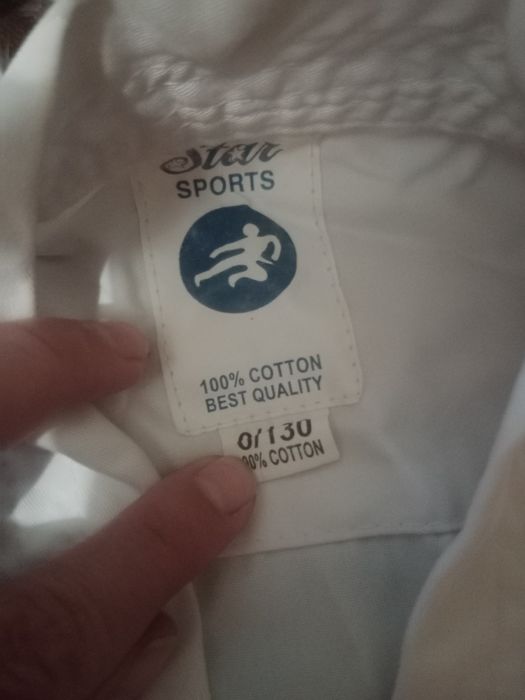 Star
SPORTS
100% COTTON
BEST QUALITY
0/130
00% COTTON